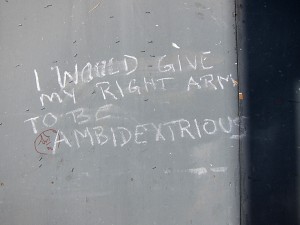 I WOULD GIVE
MY RIGHT ARM
TO BE
AMBIDEXTRIOUS